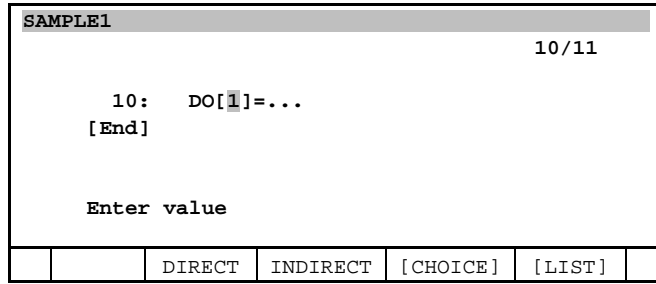 SAMPLE1
10/11
10: DO[1]=...
[End]
Enter value
DIRECT INDIRECT [CHOICE] [LIST]